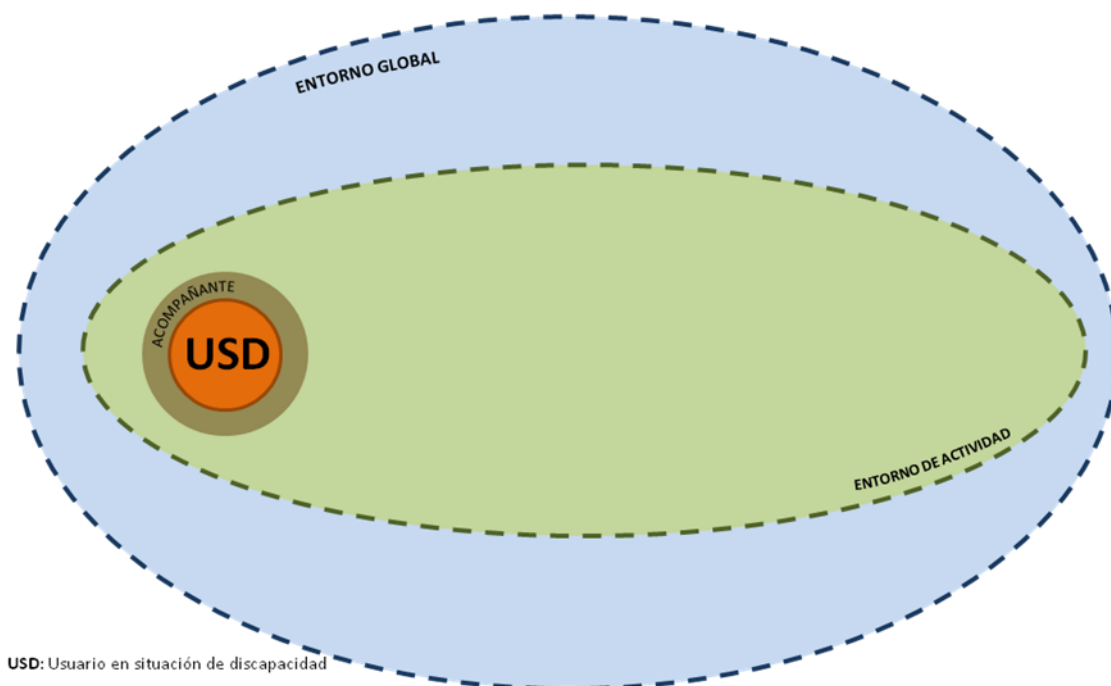 ENTORNO GLOBAL
ACOMPAÑANTE
USD
ENTORNO DE ACTIVIDAD
USD: Usuario en situación de discapacidad